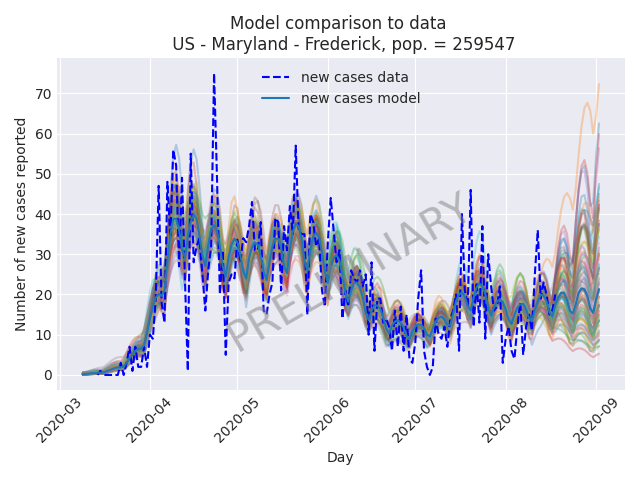 Model comparison to data
US - Maryland - Frederick, pop. = 259547
new cases data
new cases model
Number of new cases reported
70
60
50
40
30
20
10
0
PRELIMINARY
2020-03
2020-04
2020-05
2020-06
2020-07
2020-08
2020-09
Day